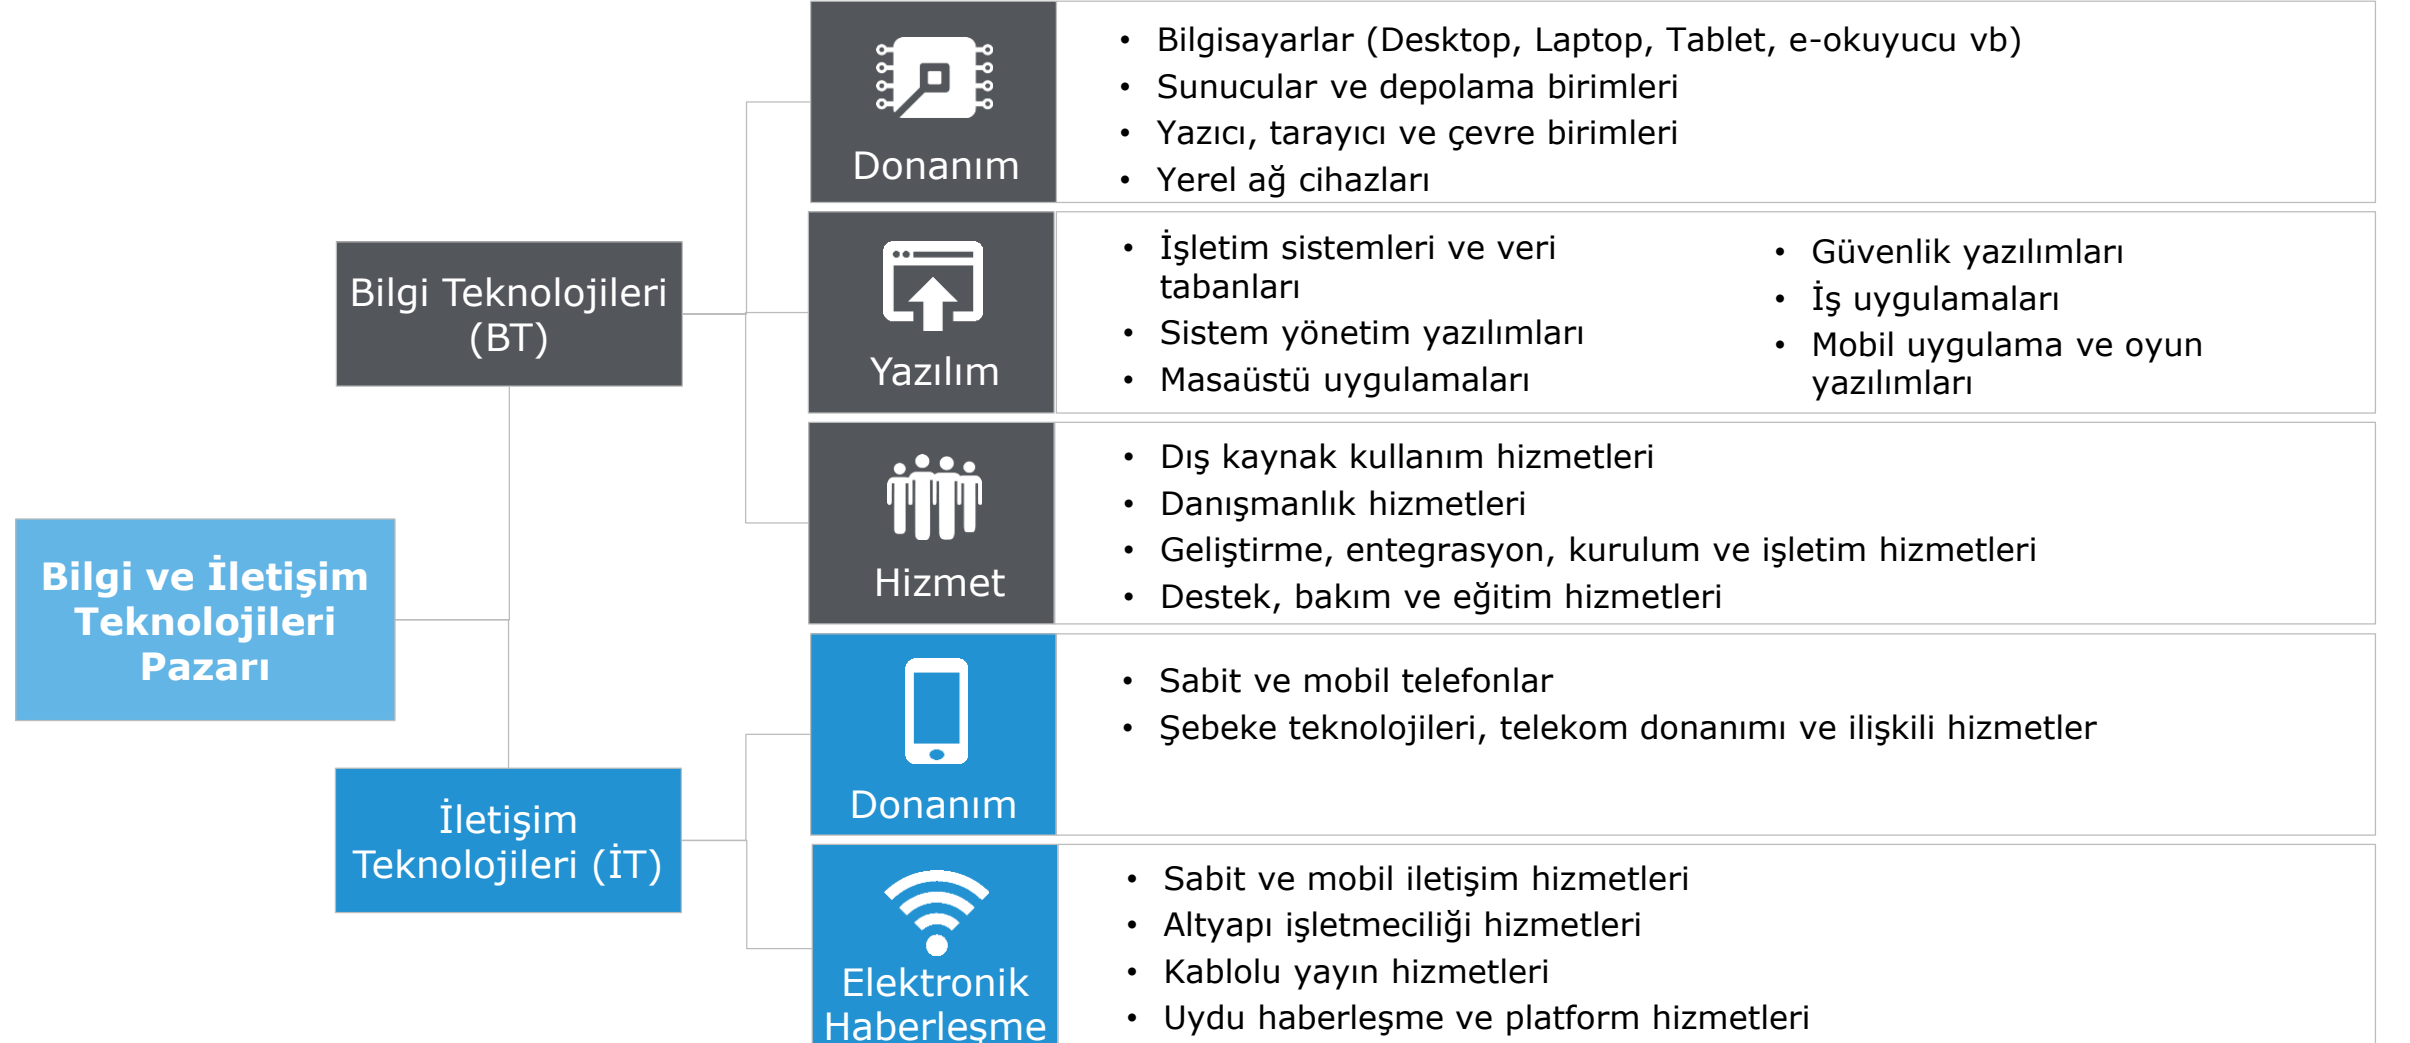 Donanım
• Bilgisayarlar (Desktop, Laptop, Tablet, e-okuyucu vb)
• Sunucular ve depolama birimleri
• Yazıcı, tarayıcı ve çevre birimleri
• Yerel ağ cihazları
Bilgi Teknolojileri
(BT)
Yazılım
• İşletim sistemleri ve veri
tabanları
• Sistem yönetim yazılımları
• Masaüstü uygulamaları
• Güvenlik yazılımları
• İş uygulamaları
• Mobil uygulama ve oyun
yazılımları
Hizmet
• Dış kaynak kullanım hizmetleri
• Danışmanlık hizmetleri
• Geliştirme, entegrasyon, kurulum ve işletim hizmetleri
• Destek, bakım ve eğitim hizmetleri
Bilgi ve İletişim
Teknolojileri
Pazarı
Donanım
• Sabit ve mobil telefonlar
• Şebeke teknolojileri, telekom donanımı ve ilişkili hizmetler
İletişim
Teknolojileri (İT)
Elektronik
Haberleşme
• Sabit ve mobil iletişim hizmetleri
• Altyapı işletmeciliği hizmetleri
• Kablolu yayın hizmetleri
• Uydu haberleşme ve platform hizmetleri